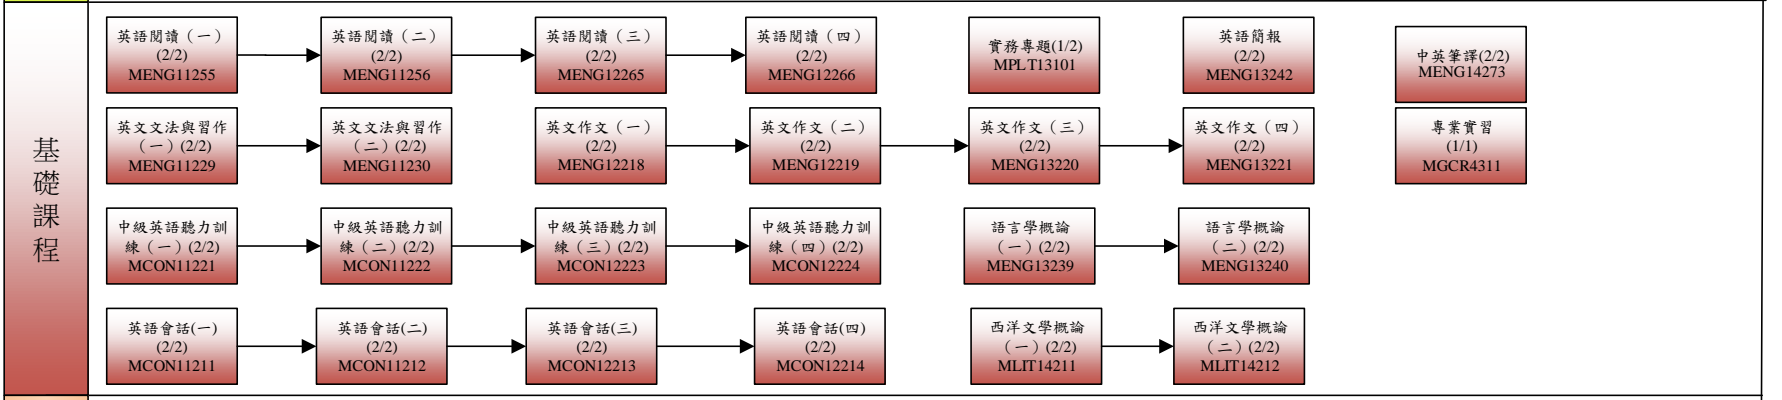 基礎課程
英語閱讀（一）
(2/2)
MENG11255
英語閱讀（二）
(2/2)
MENG11256
英語閱讀（三）
(2/2)
MENG12265
英語閱讀（四）
(2/2)
MENG12266
實務專題(1/2)
MPLT13101
英語簡報
(2/2)
MENG13242
中英筆譯(2/2)
MENG14273
英文文法與習作
（一）(2/2)
MENG11229
英文文法與習作
（二）(2/2)
MENG11230
英文作文（一）
(2/2)
MENG12218
英文作文（二）
(2/2)
MENG12219
英文作文（三）
(2/2)
MENG13220
英文作文（四）
(2/2)
MENG13221
專業實習
(1/1)
MGCR4311
中級英語聽力訓
練（一）(2/2)
MCON11221
中級英語聽力訓
練（二）(2/2)
MCON11222
中級英語聽力訓
練（三）(2/2)
MCON12223
中級英語聽力訓
練（四）(2/2)
MCON12224
語言學概論
（一）(2/2)
MENG13239
語言學概論
（二）(2/2)
MENG13240
英語會話(一)
(2/2)
MCON11211
英語會話(二)
(2/2)
MCON11212
英語會話(三)
(2/2)
MCON12213
英語會話(四)
(2/2)
MCON12214
西洋文學概論
（一）(2/2)
MLIT14211
西洋文學概論
（二）(2/2)
MLIT14212